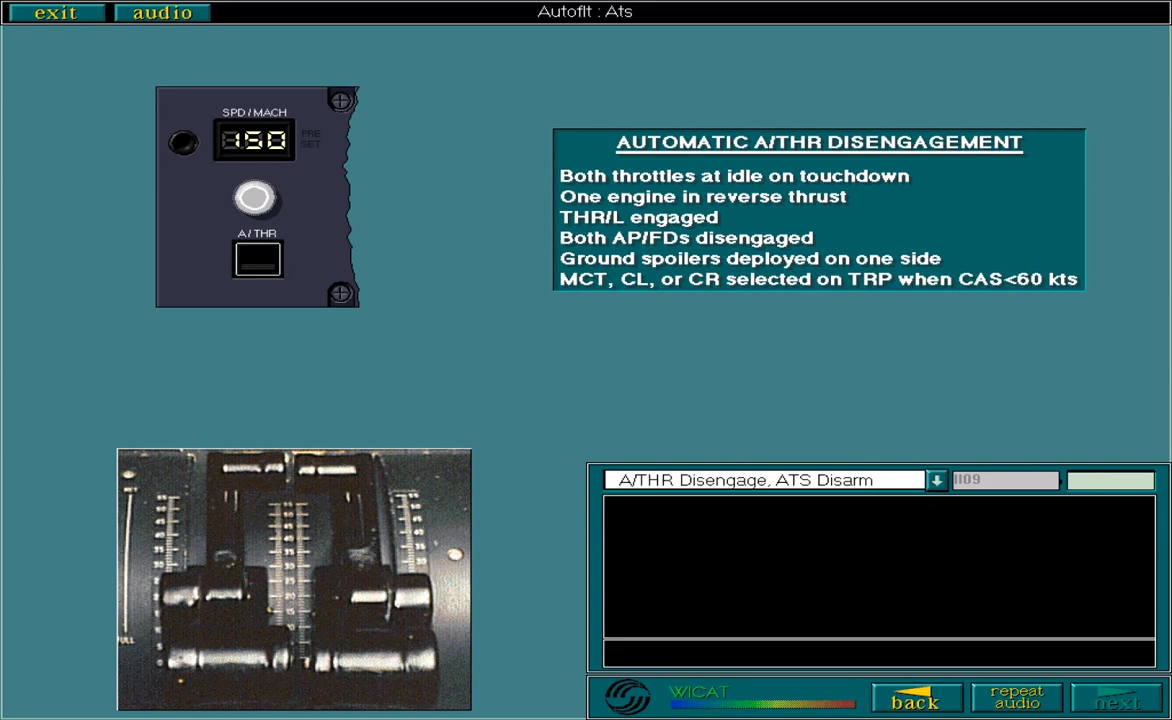 exit
audio
Autoflt : Ats
SPD/MACH
150
PRE
SET
A/THR
AUTOMATIC A/THR DISENGAGEMENT
Both throttles at idle on touchdown
One engine in reverse thrust
THR/L engaged
Both AP/FDs disengaged
Ground spoilers deployed on one side
MCT, CL, or CR selected on TRP when CAS<60 kts
A/THR Disengage, ATS Disarm
1109
WICAT
back
repeat
audio
next